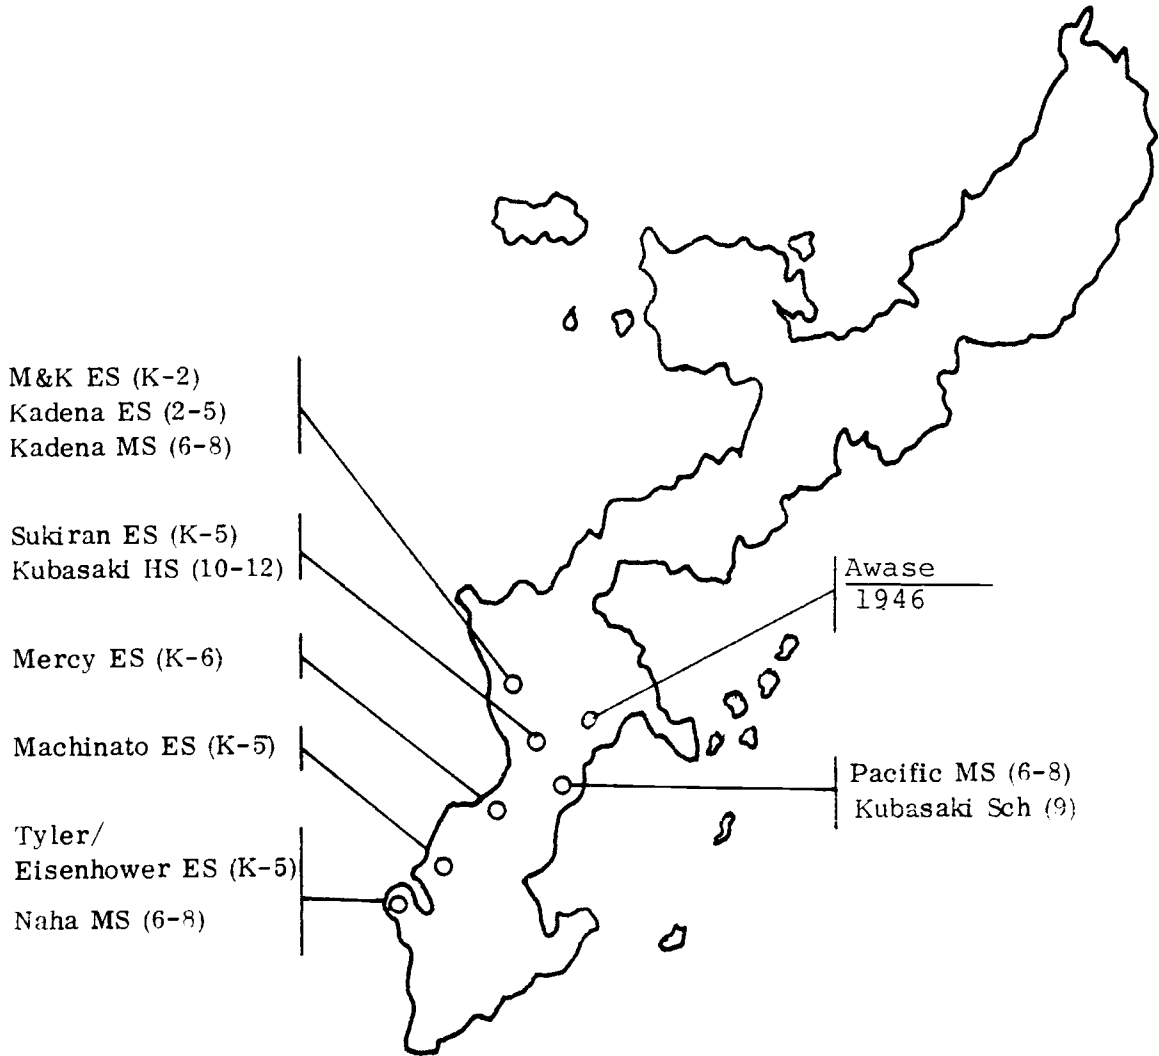 M&K ES (K-2)
Kadena ES (2-5)
Kadena MS (6-8)
Sukiran ES (K-5)
Kubasaki HS (10-12)
Mercy ES (K-6)
Machinato ES (K-5)
Tyler/
Eisenhower ES (K-5)
Naha MS (6-8)
Awase
1946
Pacific MS (6-8)
Kubasaki Sch (9)